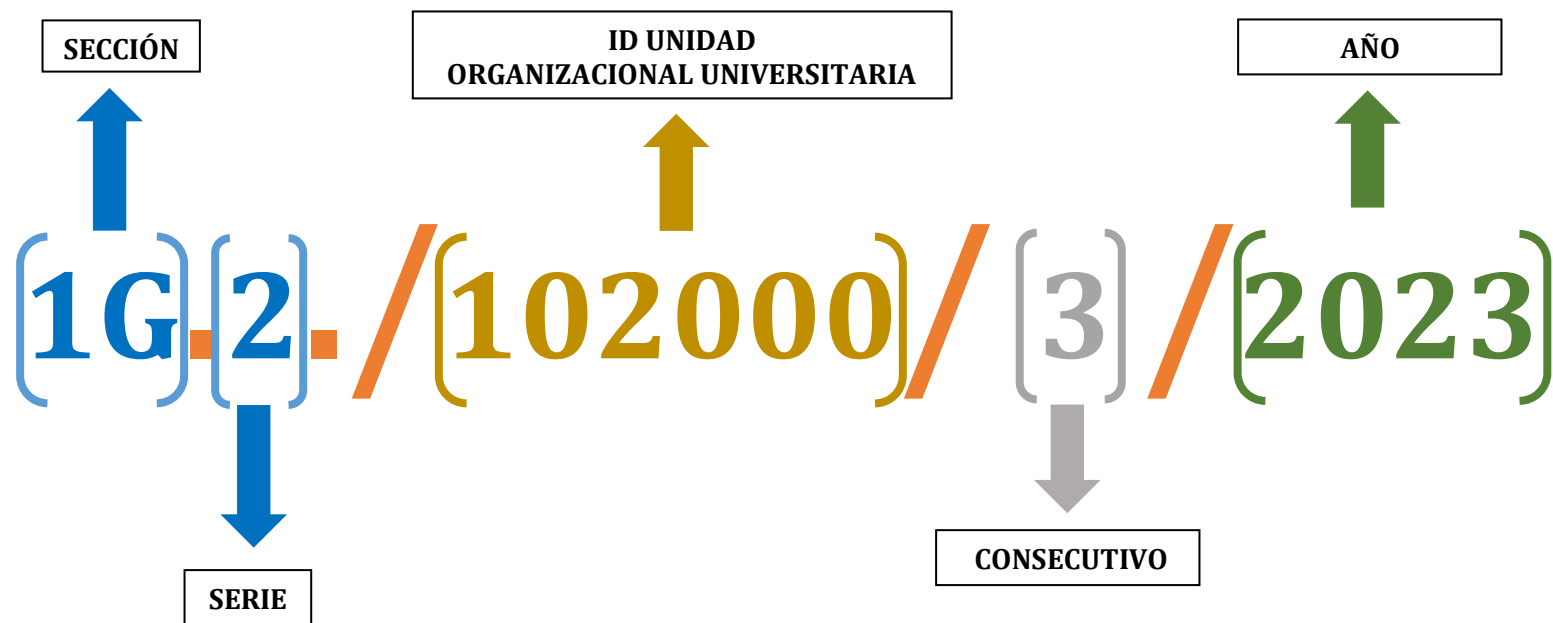 SECCIÓN
ID UNIDAD
ORGANIZACIONAL UNIVERSITARIA
AÑO
(1G).(2)./(102000)/(3)/(2023)
CONSECUTIVO
SERIE